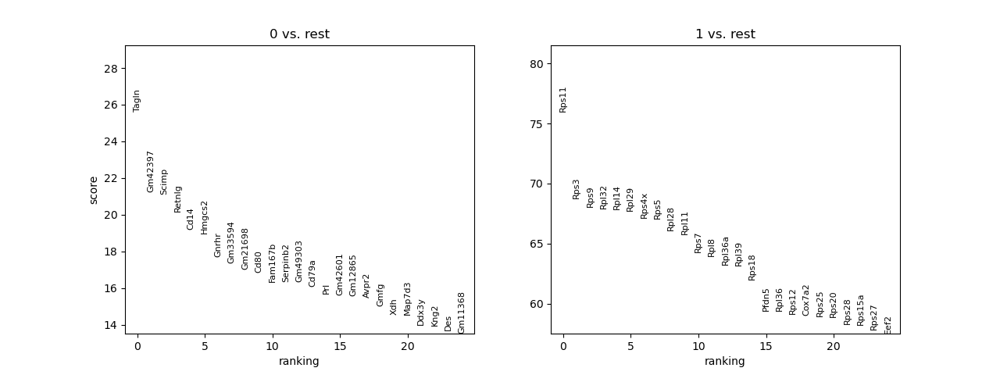 0 vs. rest
28
26
24
22
20
18
16
14
score
Tagln
Gm42397
Scimp
Retnlg
Cd14
Hmgcs2
Gnrhr
Gm33594
Gm21698
Cd80
Fam167b
Serpinb2
Gm49303
Cd79a
Prl
Gm42601
Gm12865
Avpr2
Gmfg
Xdh
Map7d3
Ddx3y
Kng2
Des
Gm11368
0 5 10 15 20
ranking
1 vs. rest
80
75
70
65
60
Rps11
Rps3
Rps9
Rpl32
Rpl14
Rpl29
Rps4x
Rps5
Rpl28
Rpl11
Rps7
Rpl8
Rpl36a
Rpl39
Rps18
Pfdn5
Rpl36
Rps12
Cox7a2
Rps25
Rps20
Rps28
Rps15a
Rps27
Eef2
0 5 10 15 20
ranking